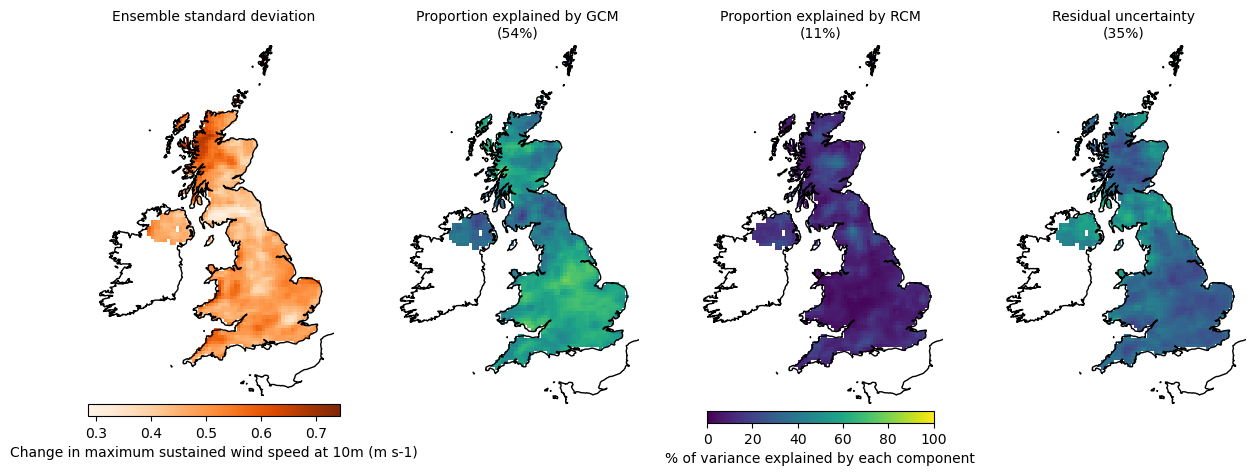 Ensemble standard deviation
Proportion explained by GCM
(54%)
Proportion explained by RCM
(11%)
Residual uncertainty
(35%)
0.3 0.4 0.5 0.6 0.7
Change in maximum sustained wind speed at 10m (m s-1)
0 20 40 60 80 100
% of variance explained by each component